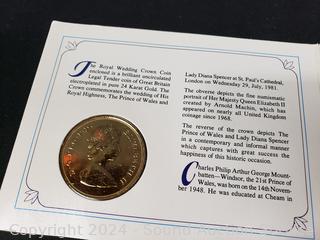 The Royal Wedding Crown Coin
enclosed is a brilliant uncirculated
Legal Tender coin of Great Britain
electroplated in pure 24 Karat Gold. The
Crown commemorates the wedding of His
Royal Highness, The Prince of Wales and
Lady Diana Spencer at St. Paul's Cathedral,
London on Wednesday 29, July, 1981.
The obverse depicts the fine numismatic
portrait of Her Majesty Queen Elizabeth II
created by Arnold Machin, which has
appeared on nearly all United Kingdom
coinage since 1968.
The reverse of the crown depicts The
Prince of Wales and Lady Diana Spencer
in a contemporary and informal manner
which captures with great success the
happiness of this historic occasion.
Charles Philip Arthur George Mount-
batten—Windsor, the 21st Prince of
Wales, was born on the 14th Novem-
ber 1948. He was educated at Cheam in
Copyright 2024 - Sound Auction Service